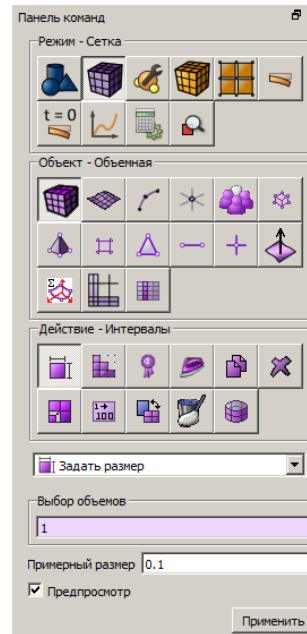 Панель команд
Режим - Сетка
t = 0
Объект - Объемная
Σ
Действие - Интервалы
1
1→
100
Задать размер
Выбор объемов
1
Примерный размер 0.1
Предпросмотр
Применить